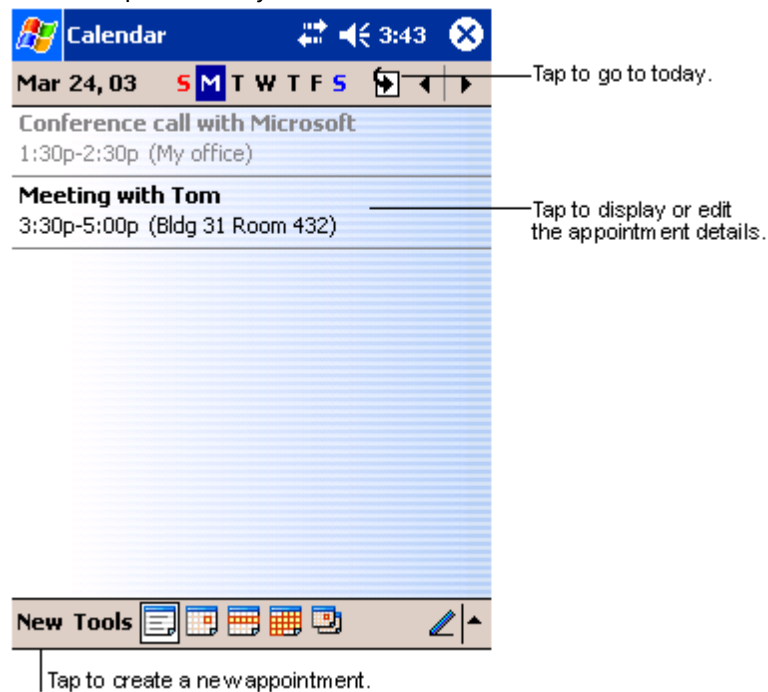 Calendar 3:43
Mar 24, 03 S M T W T F S
Tap to go to today.
Conference call with Microsoft
1:30p-2:30p (My office)
Meeting with Tom
3:30p-5:00p (Bldg 31 Room 432)
Tap to display or edit
the appointment details.
New Tools
Tap to create a new appointment.